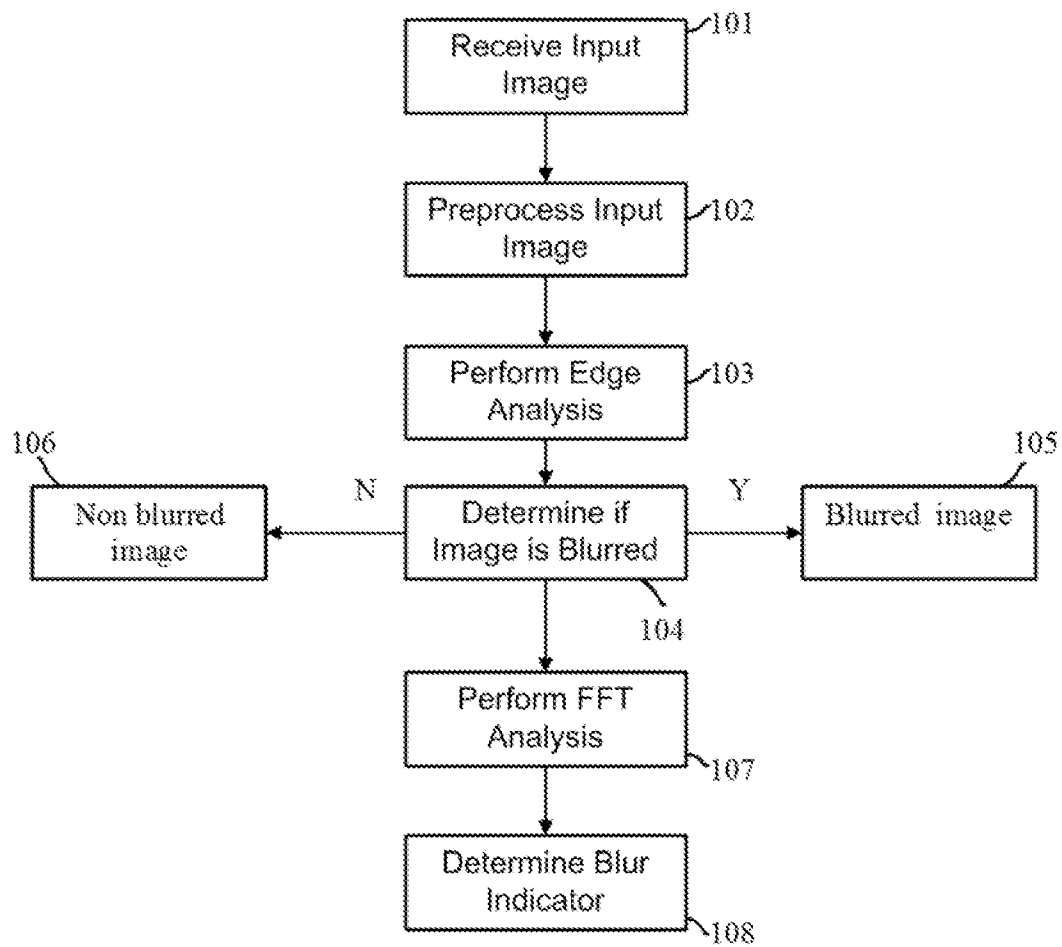 101
Receive Input
Image
Preprocess Input
Image
102
Perform Edge
Analysis
103
106
105
Non blurred
image
N
Determine if
Image is Blurred
Y
Blurred image
104
Perform FFT
Analysis
107
Determine Blur
Indicator
108